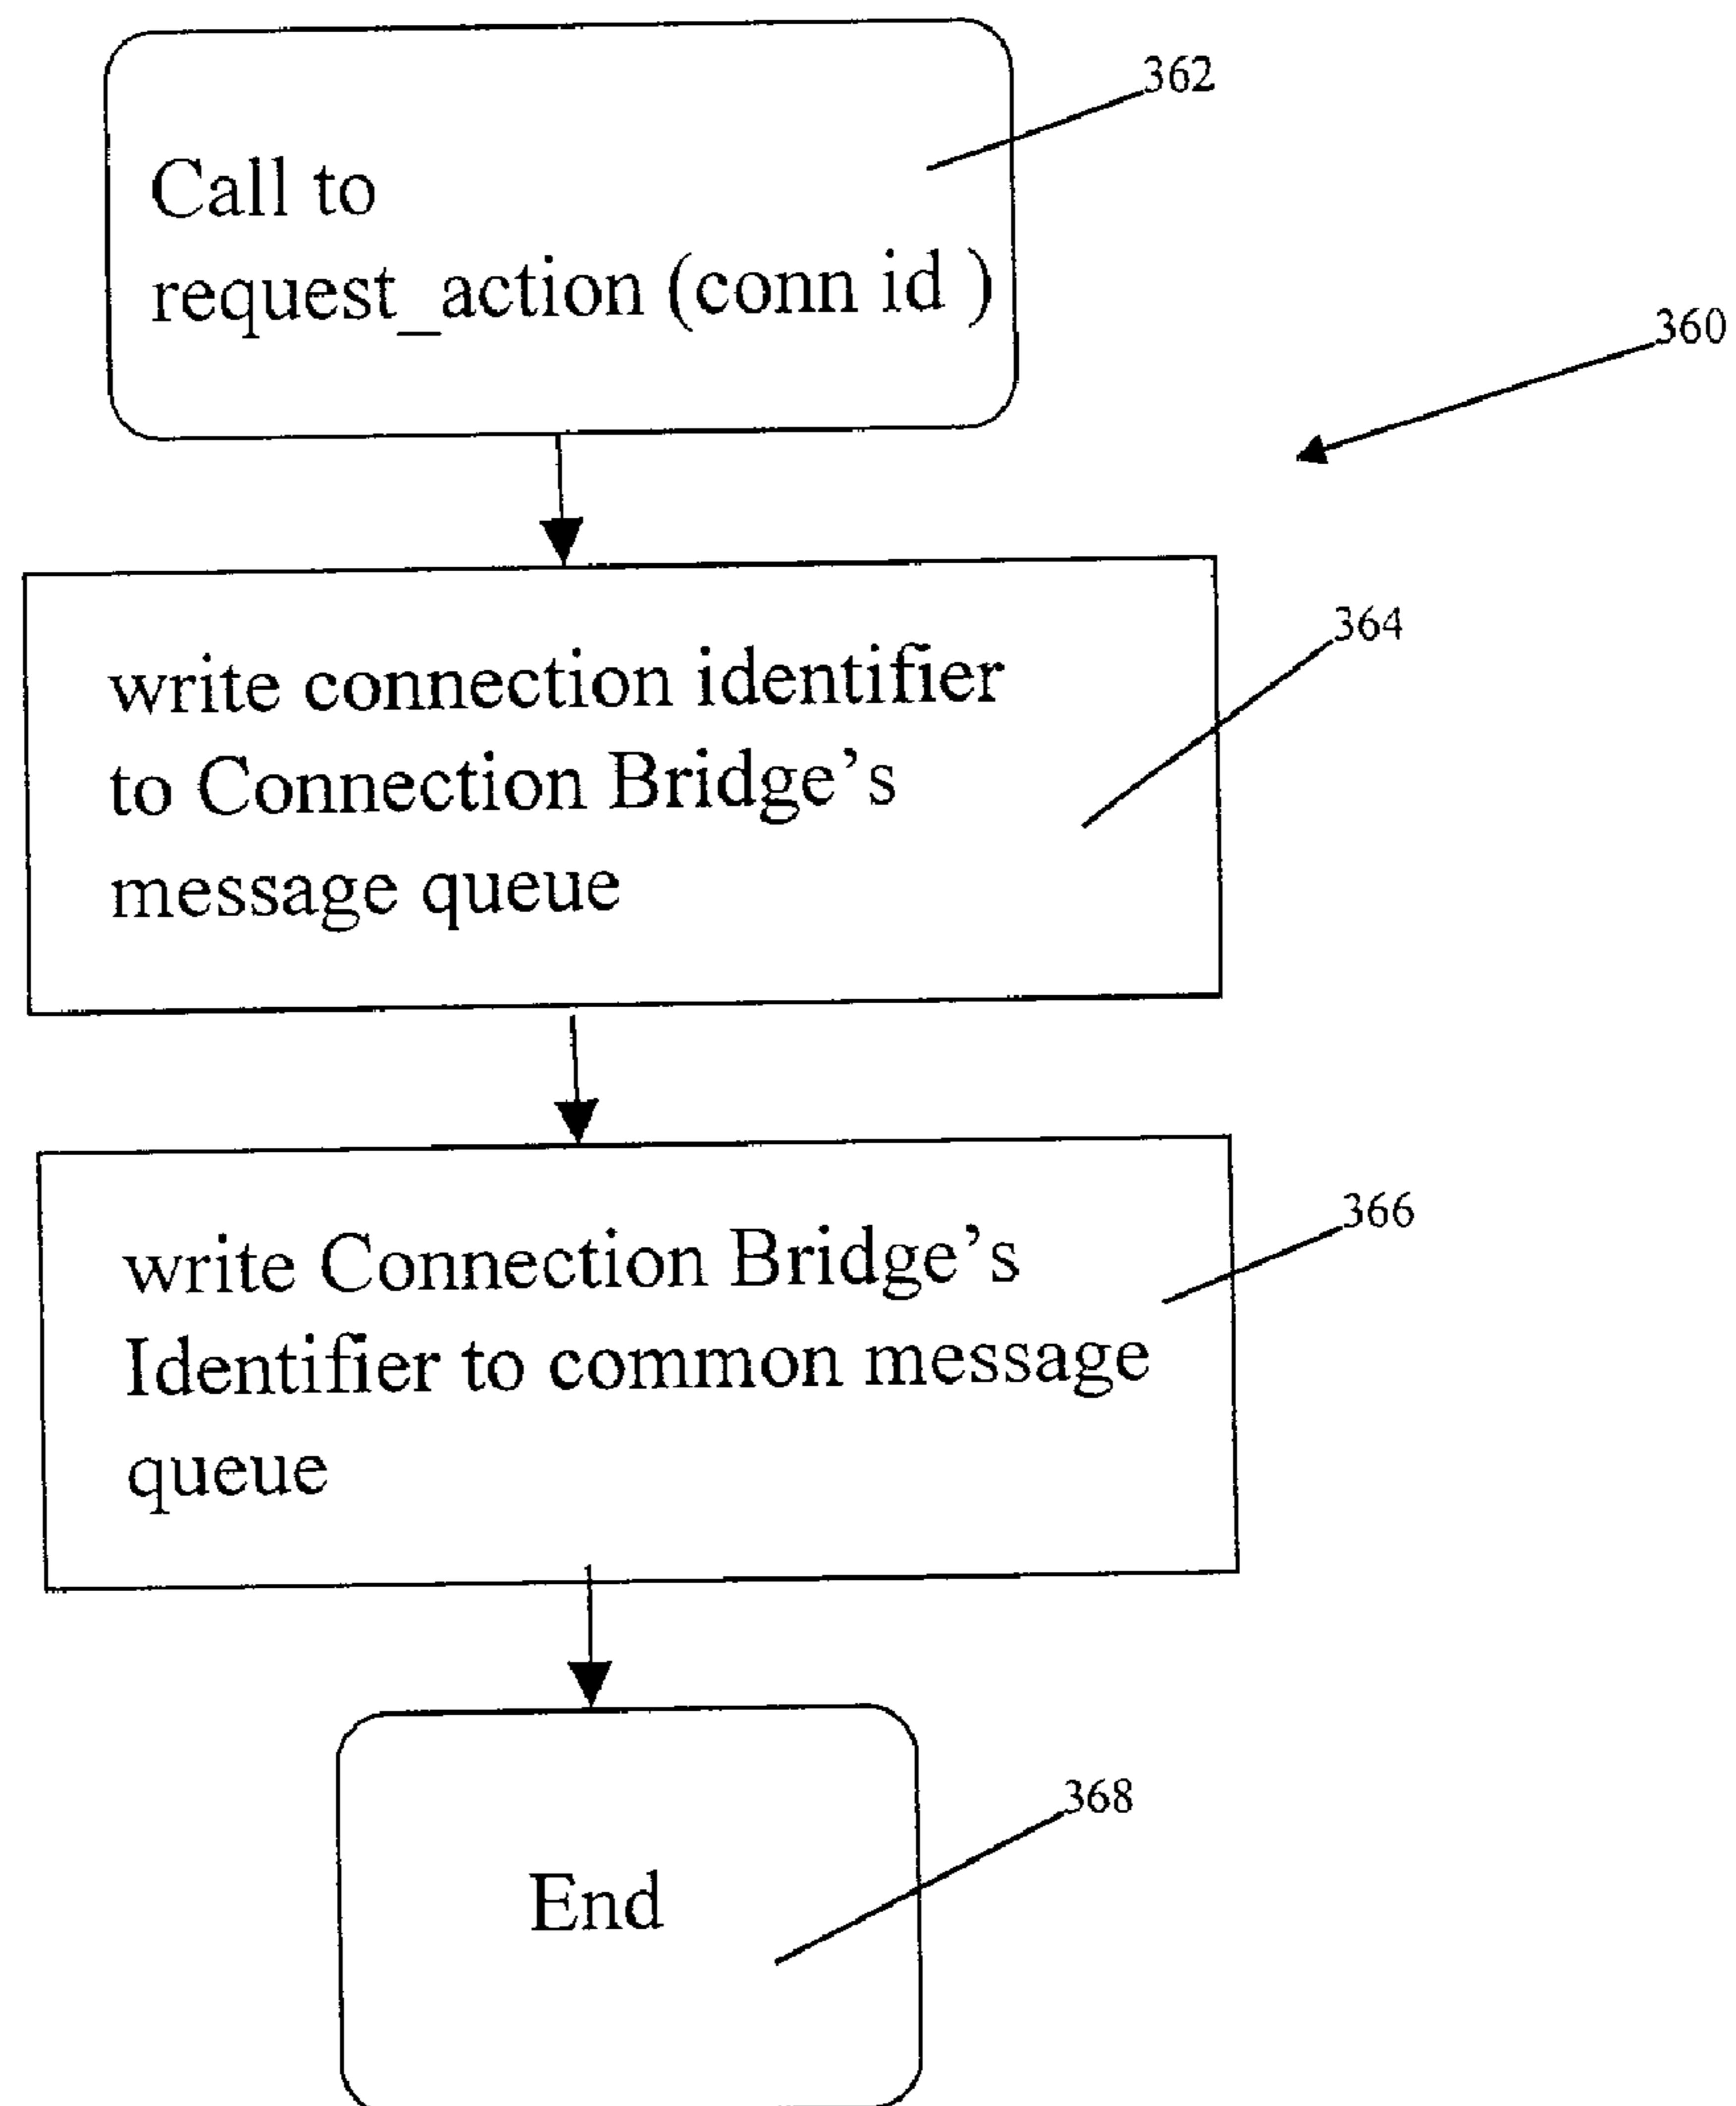 362
Call to
request_action (conn id )
360
364
write connection identifier
to Connection Bridge's
message queue
366
write Connection Bridge's
Identifier to common message
queue
368
End